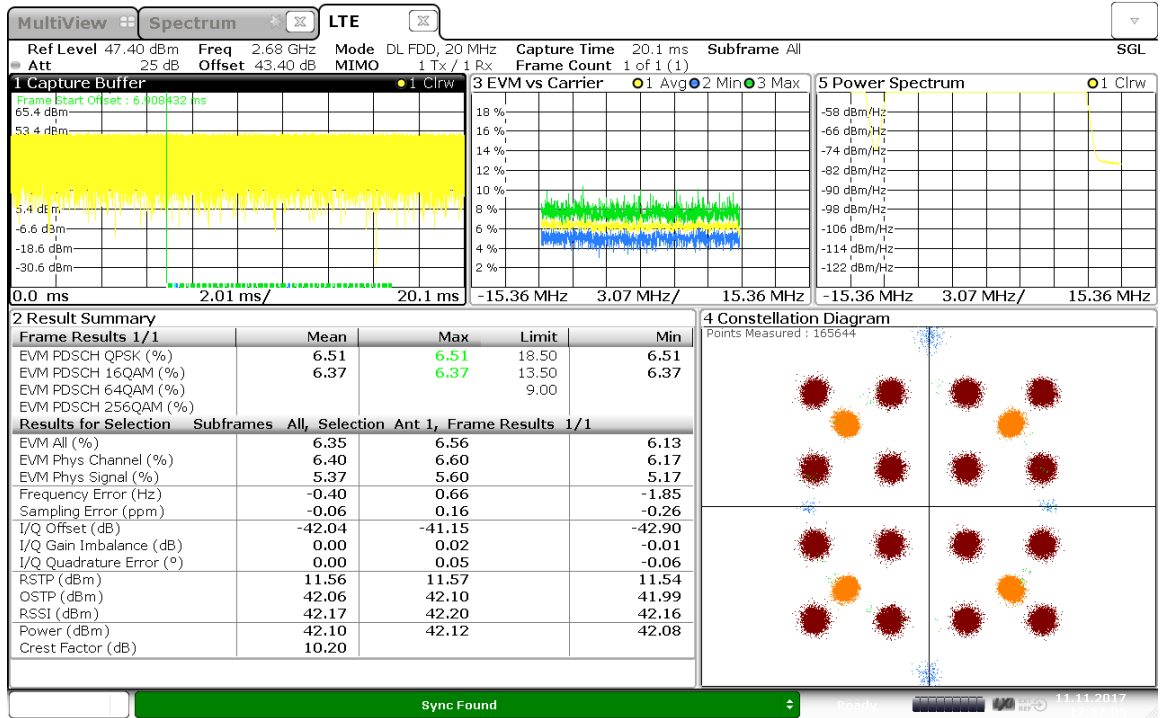 MultiView Spectrum LTE
Ref Level 47.40 dBm Freq 2.68 GHz Mode DL FDD, 20 MHz Capture Time 20.1 ms Subframe All SGL
Att 25 dB Offset 43.40 dB MIMO 1 Tx / 1 Rx Frame Count 1 of 1 (1)
1 Capture Buffer 1 Clrw
Frame Start Offset : 6.908432 ms
65.4 dBm
53.4 dBm
5.4 dBm
-6.6 dBm
-18.6 dBm
-30.6 dBm
0.0 ms 2.01 ms/ 20.1 ms
3 EVM vs Carrier 1 Avg 2 Min 3 Max
18 %
16 %
14 %
12 %
10 %
8 %
6 %
4 %
2 %
-15.36 MHz 3.07 MHz/ 15.36 MHz
5 Power Spectrum 1 Clrw
-58 dBm/Hz
-66 dBm/Hz
-74 dBm/Hz
-82 dBm/Hz
-90 dBm/Hz
-98 dBm/Hz
-106 dBm/Hz
-114 dBm/Hz
-122 dBm/Hz
-15.36 MHz 3.07 MHz/ 15.36 MHz
2 Result Summary
Frame Results 1/1 Mean Max Limit Min
EVM PDSCH QPSK (%) 6.51 6.51 18.50 6.51
EVM PDSCH 16QAM (%) 6.37 6.37 13.50 6.37
EVM PDSCH 64QAM (%) 9.00
EVM PDSCH 256QAM (%)
Results for Selection Subframes All, Selection Ant 1, Frame Results 1/1
EVM All (%) 6.35 6.56 6.13
EVM Phys Channel (%) 6.40 6.60 6.17
EVM Phys Signal (%) 5.37 5.60 5.17
Frequency Error (Hz) -0.40 0.66 -1.85
Sampling Error (ppm) -0.06 0.16 -0.26
I/Q Offset (dB) -42.04 -41.15 -42.90
I/Q Gain Imbalance (dB) 0.00 0.02 -0.01
I/Q Quadrature Error (°) 0.00 0.05 -0.06
RSTP (dBm) 11.56 11.57 11.54
OSTP (dBm) 42.06 42.10 41.99
RSSI (dBm) 42.17 42.20 42.16
Power (dBm) 42.10 42.12 42.08
Crest Factor (dB) 10.20
4 Constellation Diagram
Points Measured : 165644
Sync Found
Ready
11.11.2017